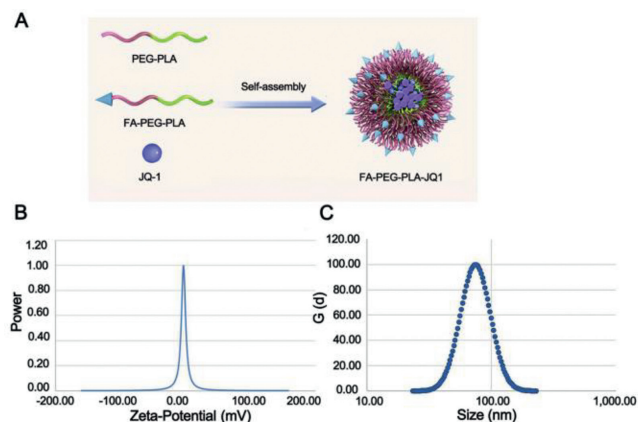 A
PEG-PLA
FA-PEG-PLA
JQ-1
Self-assembly
FA-PEG-PLA-JQ1
B
Power
1.20
1.00
0.80
0.60
0.40
0.20
0.00
-200.00 -100.00 0.00 100.00 200.00
Zeta-Potential (mV)
C
G (d)
120.00
100.00
80.00
60.00
40.00
20.00
0.00
10.00 100.00 1,000.00
Size (nm)